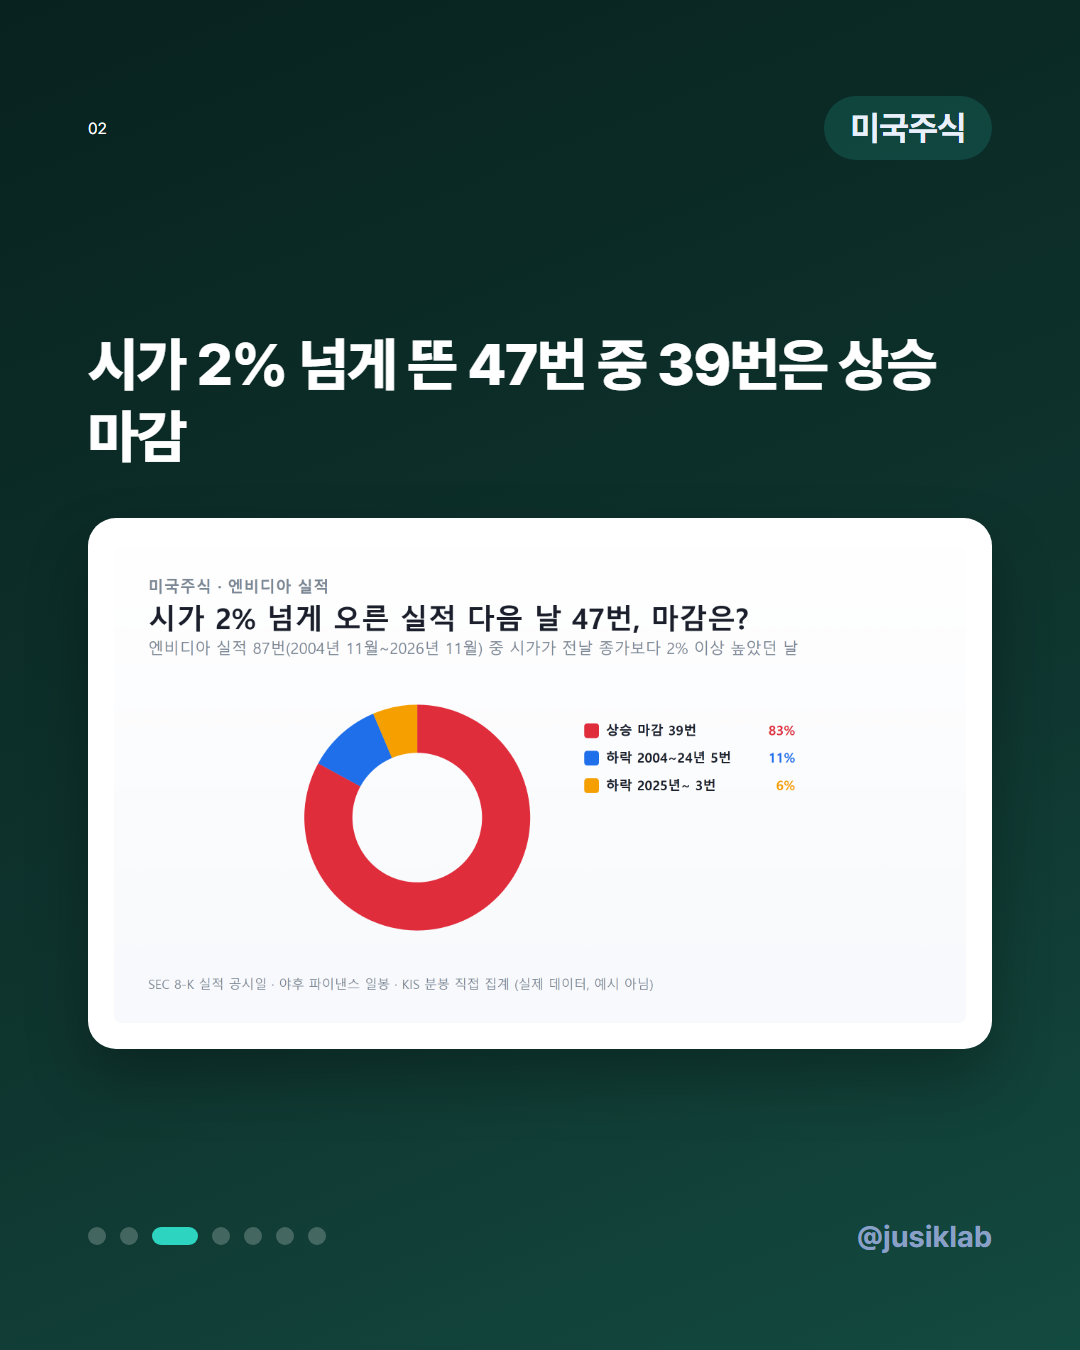 02
미국주식
시가 2% 넘게 뜬 47번 중 39번은 상승
마감
미국주식 · 엔비디아 실적
시가 2% 넘게 오른 실적 다음 날 47번, 마감은?
엔비디아 실적 87번(2004년 11월~2026년 11월) 중 시가가 전날 종가보다 2% 이상 높았던 날
상승 마감 39번 83%
하락 2004~24년 5번 11%
하락 2025년~ 3번 6%
SEC 8-K 실적 공시일 · 야후 파이낸스 일봉 · KIS 분봉 직접 집계 (실제 데이터, 예시 아님)
@jusiklab